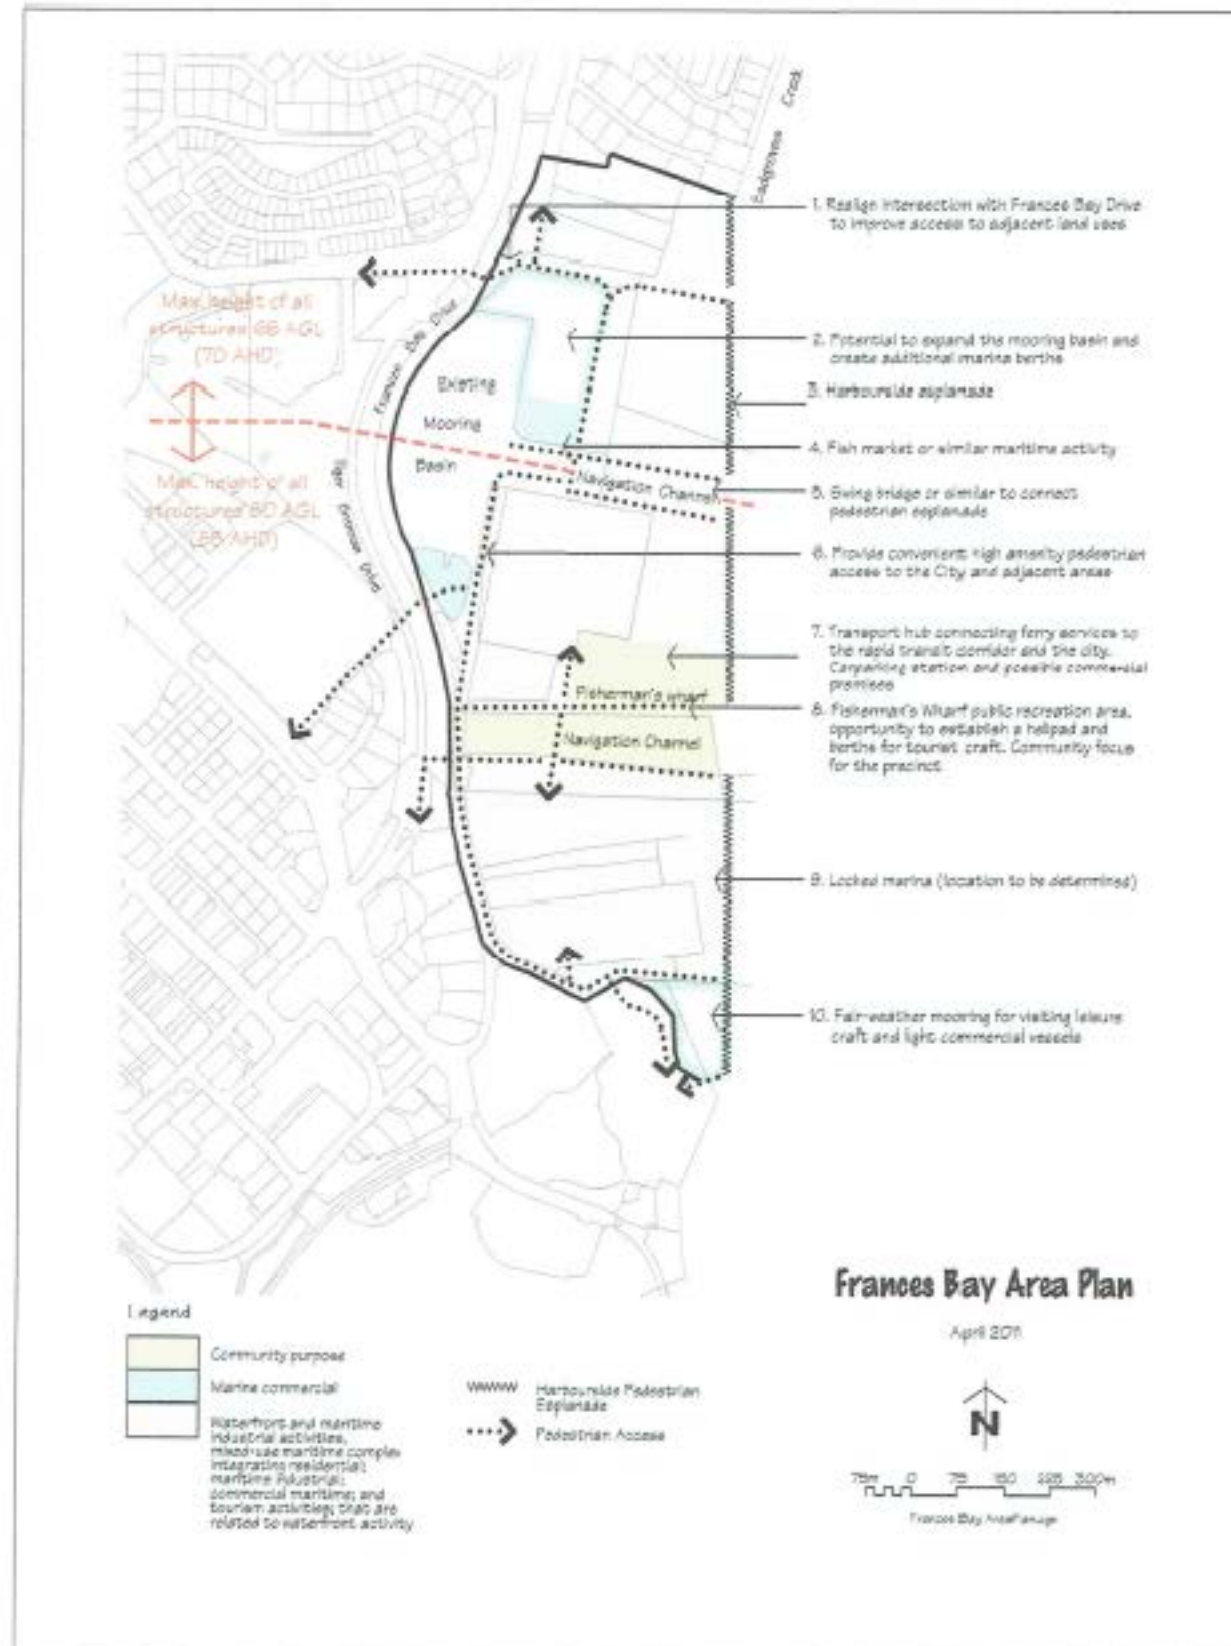 Sadgroves Creek
1. Realign intersection with Frances Bay Drive
to improve access to adjacent land uses
Max. height of all
structures 65 AGL
(70 AHD)
Frances Bay Drive
2. Potential to expand the mooring basin and
create additional marina berths
Existing
Mooring
Basin
3. Harbourside esplanade
4. Fish market or similar maritime activity
Navigation Channel
5. Swing bridge or similar to connect
pedestrian esplanade
Max. height of all
structures 50 AGL
(55 AHD)
Tiger Brennan Drive
6. Provide convenient high amenity pedestrian
access to the City and adjacent areas
7. Transport hub connecting ferry services to
the rapid transit corridor and the city.
Carparking station and possible commercial
premises
Fisherman's wharf
8. Fisherman's Wharf public recreation area,
opportunity to establish a helipad and
berths for tourist craft. Community focus
for the precinct
Navigation Channel
9. Locked marina (location to be determined)
10. Fair-weather mooring for visiting leisure
craft and light commercial vessels
Frances Bay Area Plan
April 2011
N
75m 0 75 150 225 300m
Legend
Community purpose
Marine commercial
Waterfront and maritime
industrial activities,
mixed-use maritime complex
integrating residential;
maritime industrial;
commercial maritime; and
tourism activities; that are
related to waterfront activity
Harbourside Pedestrian
Esplanade
Pedestrian Access